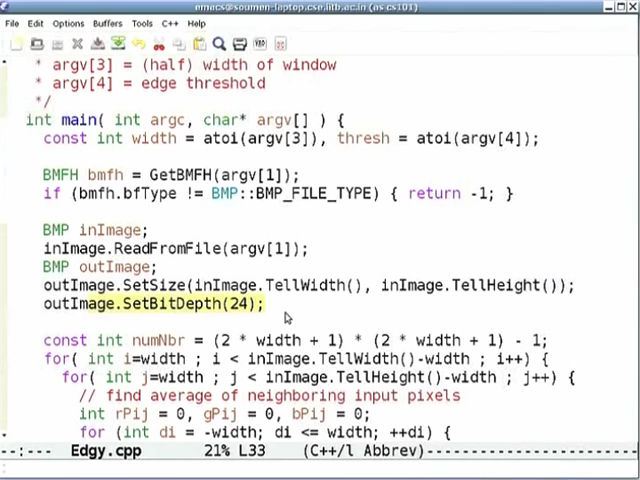 emacs@soumen-laptop.cse.iitb.ac.in (as cs101)
File Edit Options Buffers Tools C++ Help
* argv[3] = (half) width of window
* argv[4] = edge threshold
*/
int main( int argc, char* argv[] ) {
const int width = atoi(argv[3]), thresh = atoi(argv[4]);
BMFH bmfh = GetBMFH(argv[1]);
if (bmfh.bfType != BMP::BMP_FILE_TYPE) { return -1; }
BMP inImage;
inImage.ReadFromFile(argv[1]);
BMP outImage;
outImage.SetSize(inImage.TellWidth(), inImage.TellHeight());
outImage.SetBitDepth(24);
const int numNbr = (2 * width + 1) * (2 * width + 1) - 1;
for( int i=width ; i < inImage.TellWidth()-width ; i++) {
for( int j=width ; j < inImage.TellHeight()-width ; j++) {
// find average of neighboring input pixels
int rPij = 0, gPij = 0, bPij = 0;
for (int di = -width; di <= width; ++di) {
--:--- Edgy.cpp 21% L33 (C++/l Abbrev)-----------------------